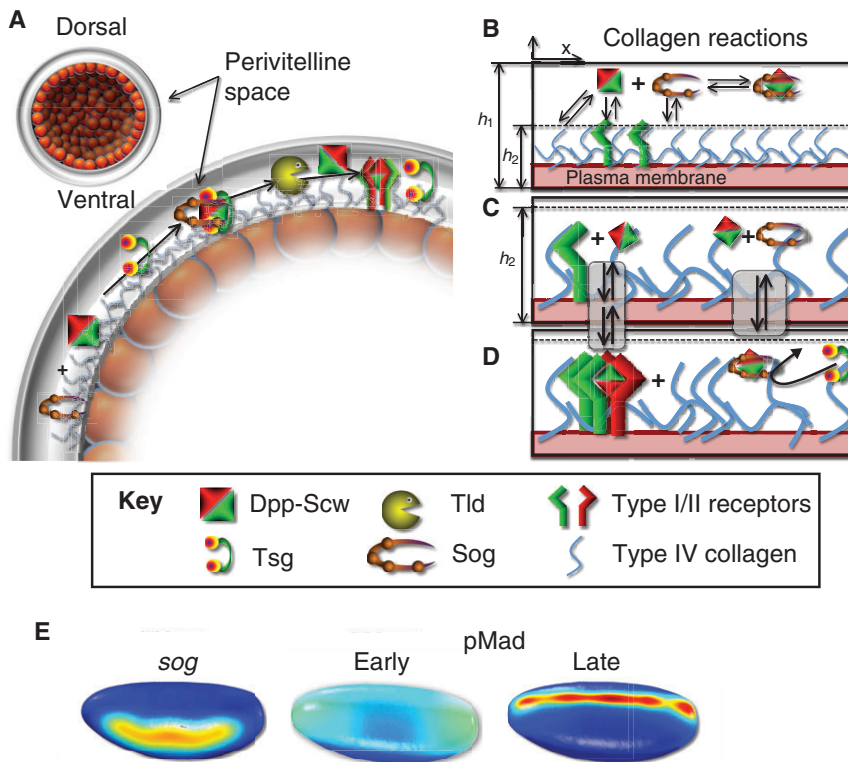 A
Dorsal
Perivitelline
space
Ventral
B
Collagen reactions
x
+
h1
h2
Plasma membrane
C
+
+
h2
D
+
+
Key
Dpp-Scw
Tld
Type I/II receptors
Tsg
Sog
Type IV collagen
E
pMad
sog
Early
Late